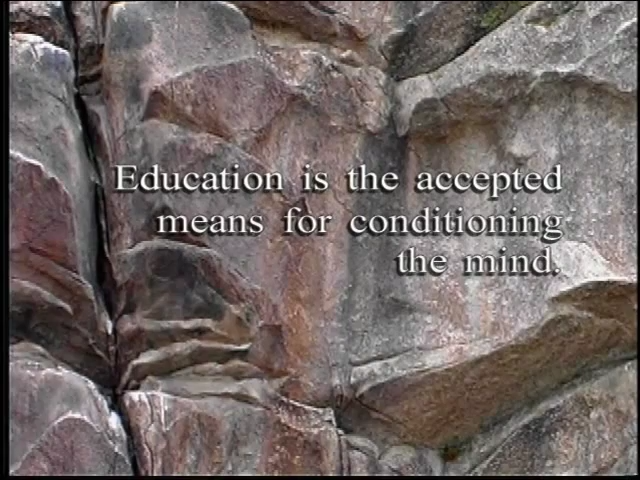 Education is the accepted
means for conditioning
the mind.